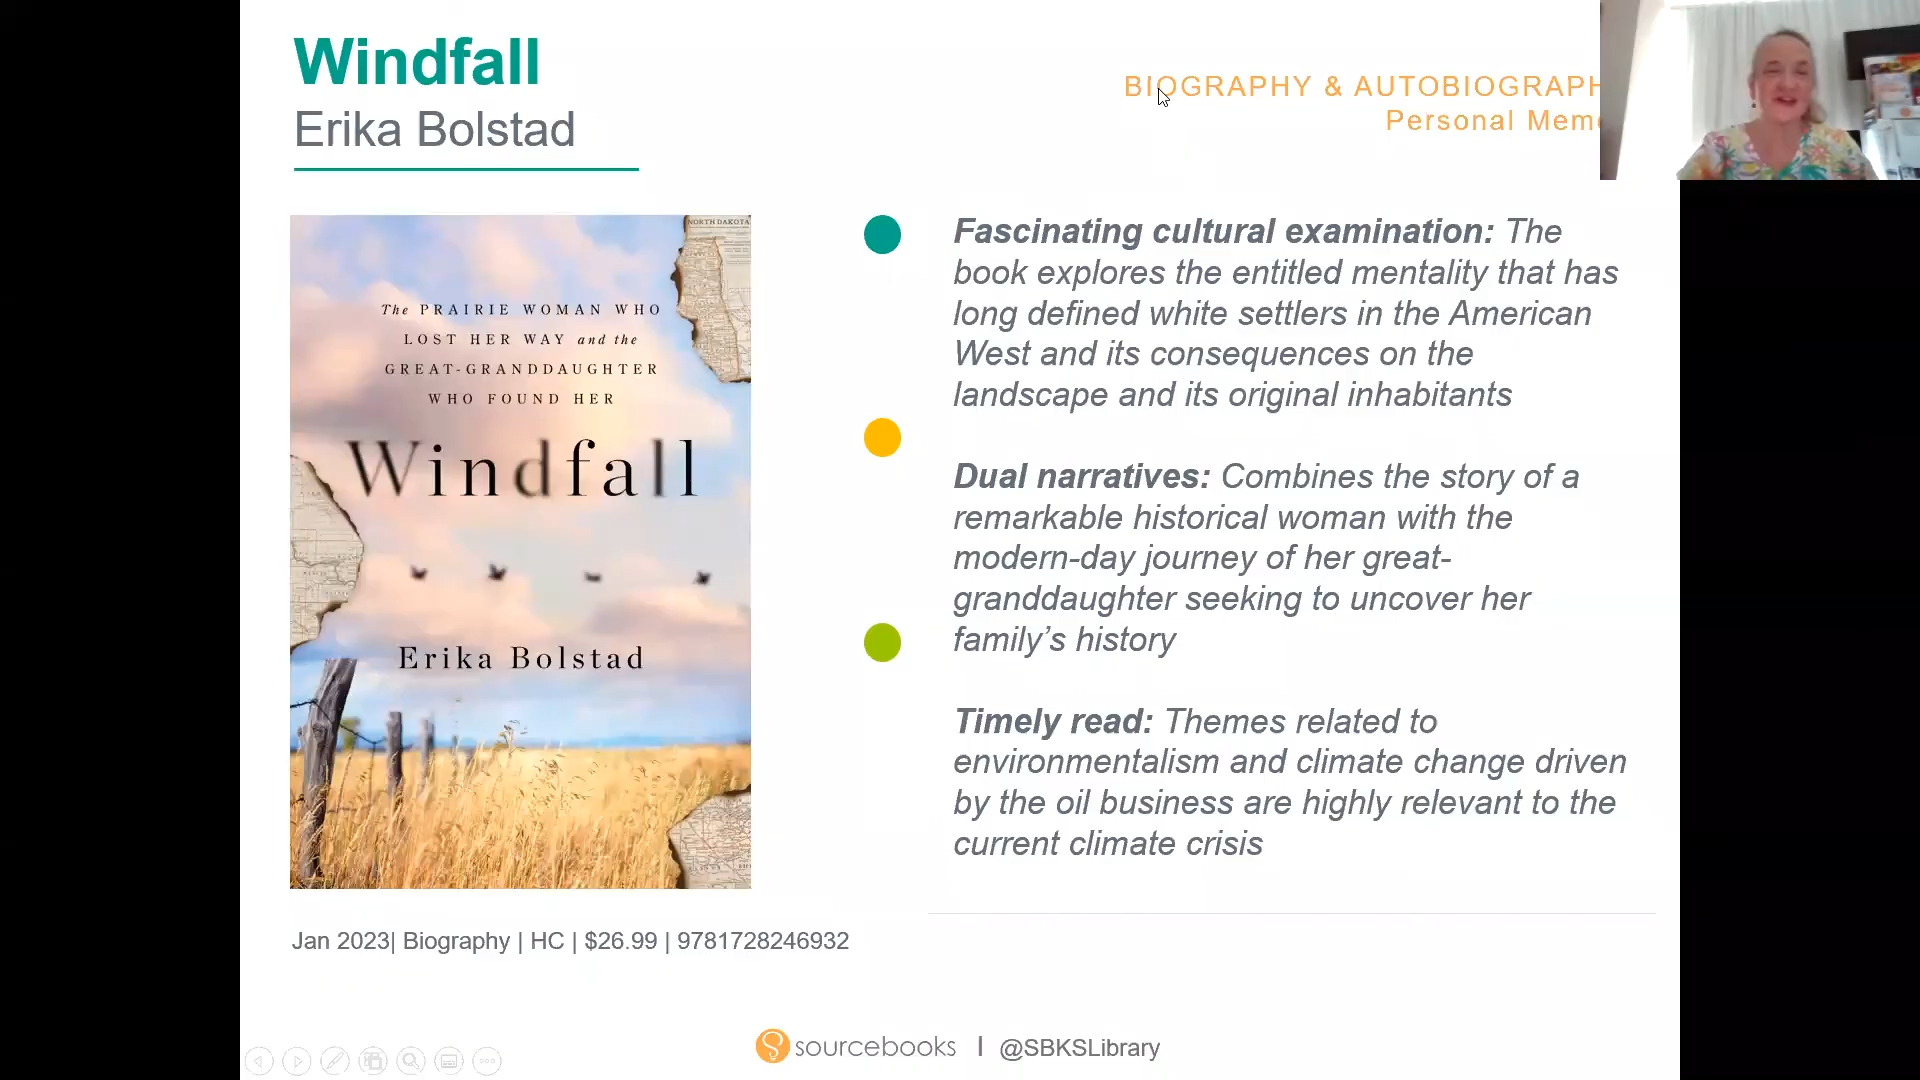 Windfall
Erika Bolstad
BIOGRAPHY & AUTOBIOGRAPH
Personal Mem
NORTH DAKOTA
The PRAIRIE WOMAN WHO
LOST HER WAY and the
GREAT-GRANDDAUGHTER
WHO FOUND HER
Windfall
Erika Bolstad
Fascinating cultural examination: The
book explores the entitled mentality that has
long defined white settlers in the American
West and its consequences on the
landscape and its original inhabitants
Dual narratives: Combines the story of a
remarkable historical woman with the
modern-day journey of her great-
granddaughter seeking to uncover her
family’s history
Timely read: Themes related to
environmentalism and climate change driven
by the oil business are highly relevant to the
current climate crisis
Jan 2023| Biography | HC | $26.99 | 9781728246932
sourcebooks | @SBKSLibrary